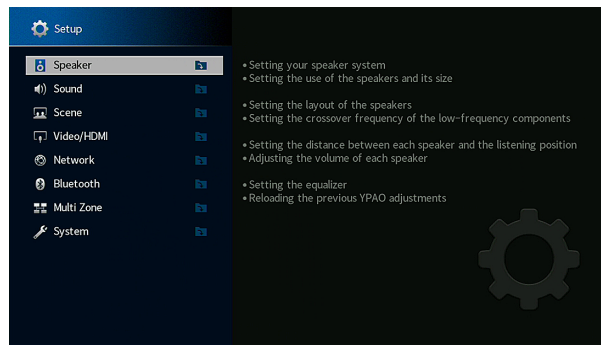 Setup
Speaker
Sound
Scene
Video/HDMI
Network
Bluetooth
Multi Zone
System
•Setting your speaker system
•Setting the use of the speakers and its size
•Setting the layout of the speakers
•Setting the crossover frequency of the low-frequency components
•Setting the distance between each speaker and the listening position
•Adjusting the volume of each speaker
•Setting the equalizer
•Reloading the previous YPAO adjustments